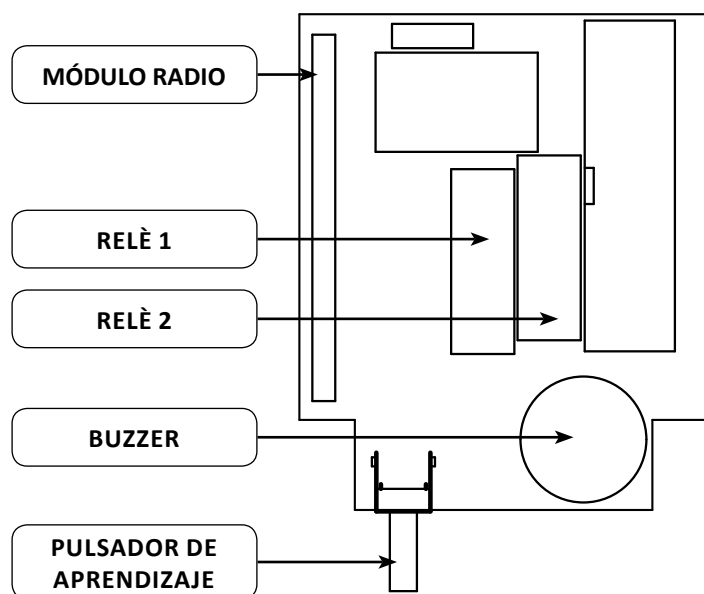 MÓDULO RADIO
RELÈ 1
RELÈ 2
BUZZER
PULSADOR DE
APRENDIZAJE